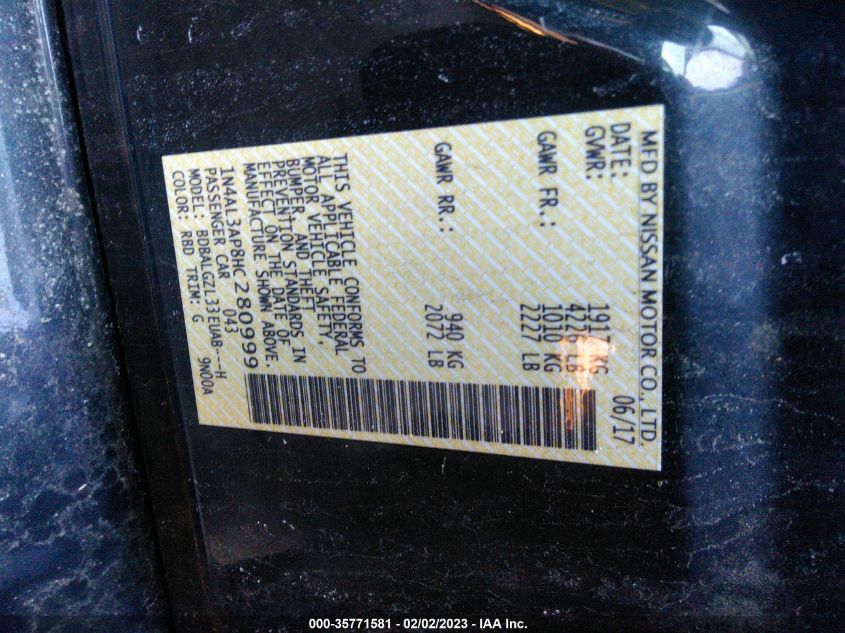 MFD BY NISSAN MOTOR CO., LTD.
DATE: 06/17
GVWR: KG
LB
GAWR FR.: 1010 KG
2227 LB
GAWR RR.: 940 KG
2072 LB
THIS VEHICLE CONFORMS TO
ALL APPLICABLE FEDERAL
MOTOR VEHICLE SAFETY,
BUMPER, AND THEFT
PREVENTION STANDARDS IN
EFFECT ON THE DATE OF
MANUFACTURE SHOWN ABOVE.
1N4AL3AP8HC280999
PASSENGER CAR 043
MODEL: BDBALGZL33EUAB---H
COLOR: RBD TRIM: G 9N00A
000-35771581 - 02/02/2023 - IAA Inc.